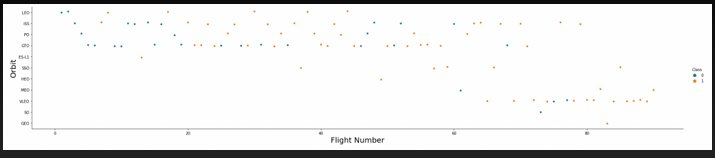 LEO
ISS
PO
GTO
ES-L1
SSO
HEO
MEO
VLEO
SO
GEO
Orbit
0
20
40
60
80
Flight Number
Class
0
1